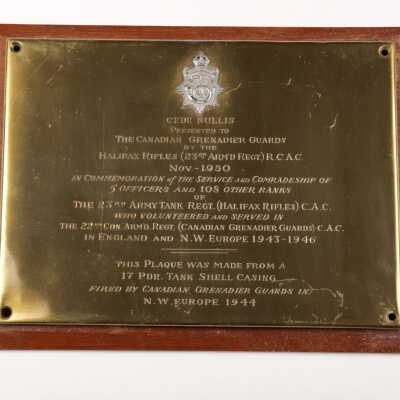 CEDE NULLIS
PRESENTED TO
THE CANADIAN GRENADIER GUARDS
BY THE
HALIFAX RIFLES (23RD ARM'D REGT) R.C.A.C.
NOV.-1950
IN COMMEMORATION OF THE SERVICE AND COMRADESHIP OF
5 OFFICERS AND 108 OTHER RANKS
OF
THE 23RD ARMY TANK REGT. (HALIFAX RIFLES) C.A.C.
WHO VOLUNTEERED AND SERVED IN
THE 22ND CDN ARM'D. REGT. (CANADIAN GRENADIER GUARDS) C.A.C.
IN ENGLAND AND N.W. EUROPE 1943-1946
THIS PLAQUE WAS MADE FROM A
17 PDR. TANK SHELL CASING
FIRED BY CANADIAN GRENADIER GUARDS IN
N.W. EUROPE 1944